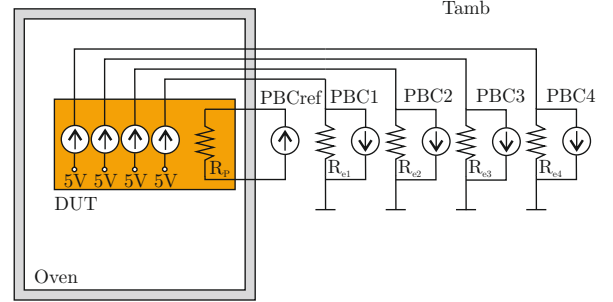 Tamb
PBCref PBC1 PBC2 PBC3 PBC4
Rₚ Rₑ₁ Rₑ₂ Rₑ₃ Rₑ₄
5V 5V 5V 5V
DUT
Oven